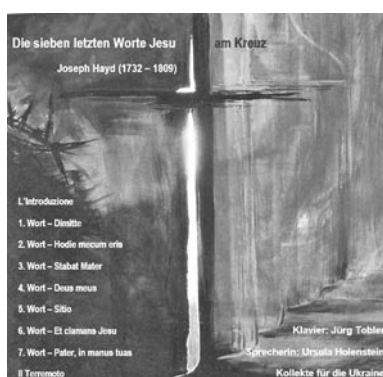 Die sieben letzten Worte Jesu am Kreuz
Joseph Hayd (1732 – 1809)
L'Introduzione
1. Wort – Dimitte
2. Wort – Hodie mecum eris
3. Wort – Stabat Mater
4. Wort – Deus meus
5. Wort – Sitio
6. Wort – Et clamans Jesu
7. Wort – Pater, in manus tuas
Il Terremoto
Klavier: Jürg Tobler
Sprecherin: Ursula Holenstein
Kollekte für die Ukraine